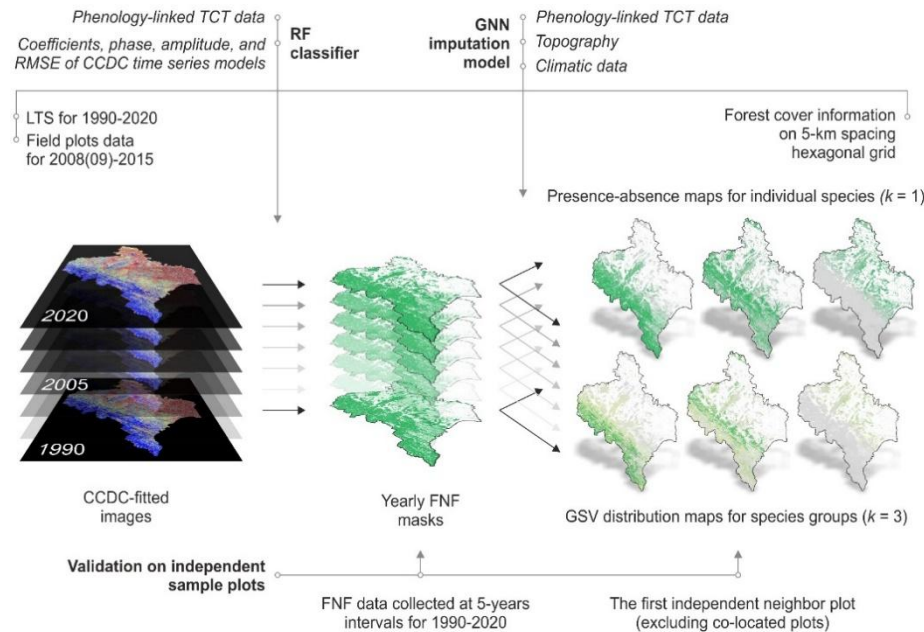 Phenology-linked TCT data
Coefficients, phase, amplitude, and
RMSE of CCDC time series models
RF
classifier
GNN
imputation
model
Phenology-linked TCT data
Topography
Climatic data
LTS for 1990-2020
Field plots data
for 2008(09)-2015
Forest cover information
on 5-km spacing
hexagonal grid
Presence-absence maps for individual species (k = 1)
2020
2005
1990
CCDC-fitted
images
Yearly FNF
masks
GSV distribution maps for species groups (k = 3)
Validation on independent
sample plots
FNF data collected at 5-years
intervals for 1990-2020
The first independent neighbor plot
(excluding co-located plots)